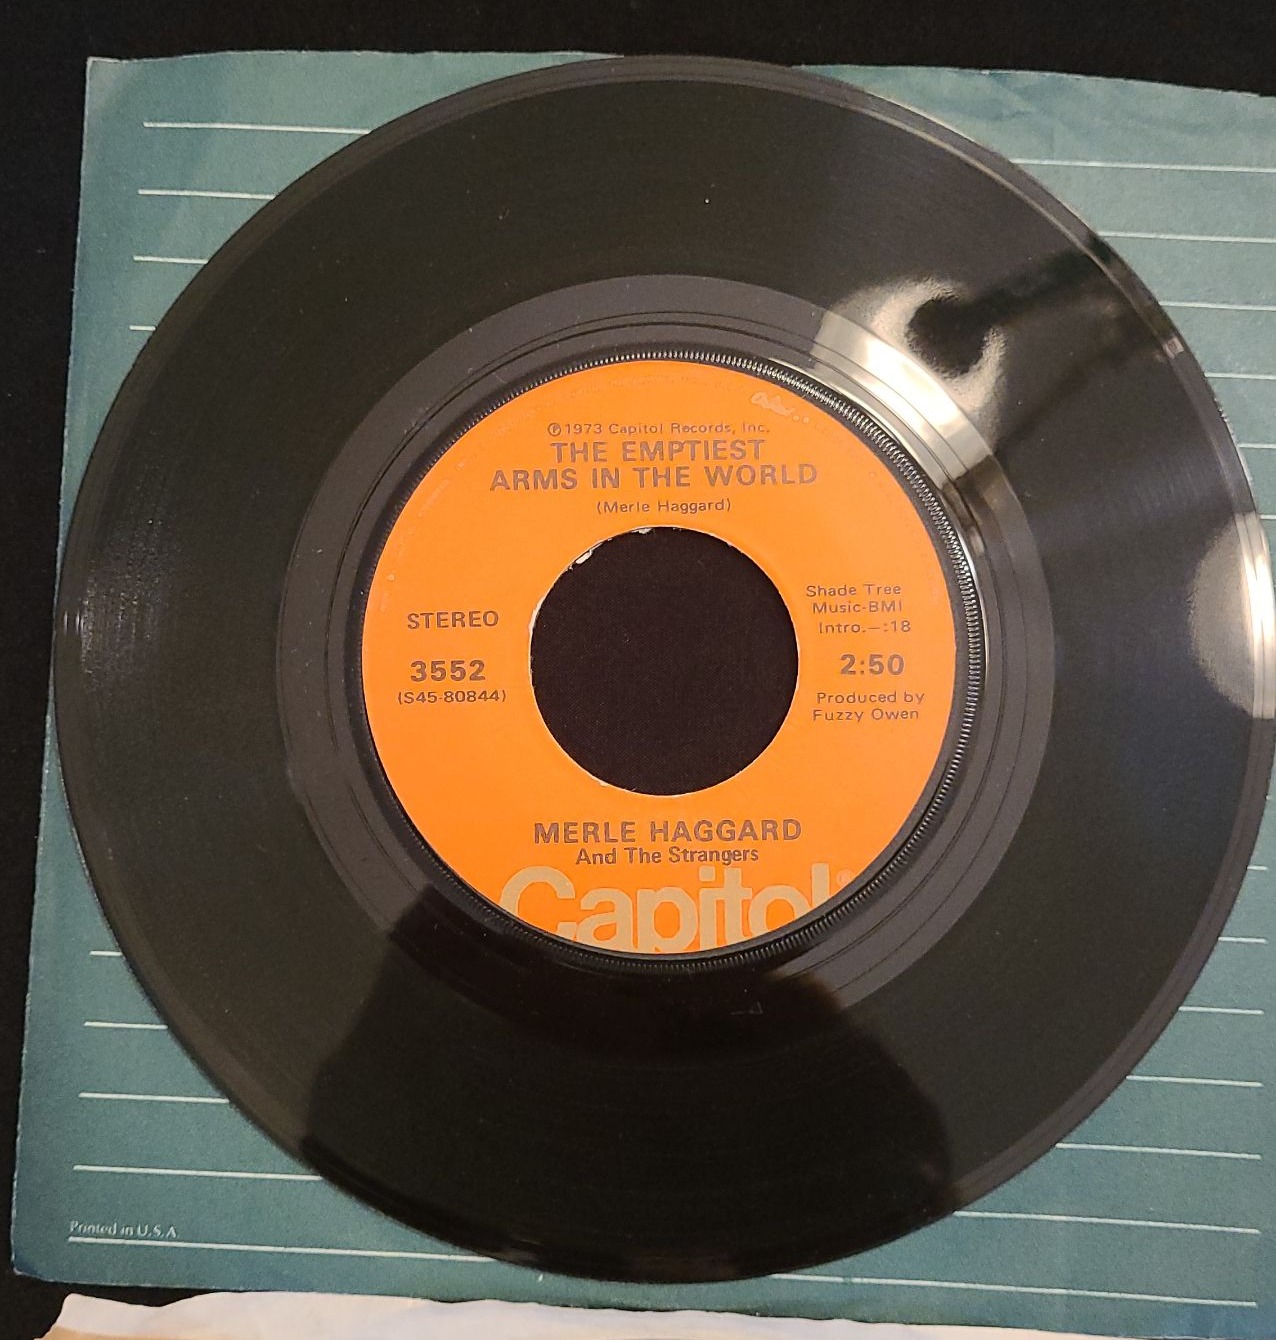 ℗1973 Capitol Records, Inc.
THE EMPTIEST
ARMS IN THE WORLD
(Merle Haggard)
STEREO
3552
(S45-80844)
Shade Tree
Music-BMI
Intro.—:18
2:50
Produced by
Fuzzy Owen
MERLE HAGGARD
And The Strangers
Capitol®
Printed in U.S.A.